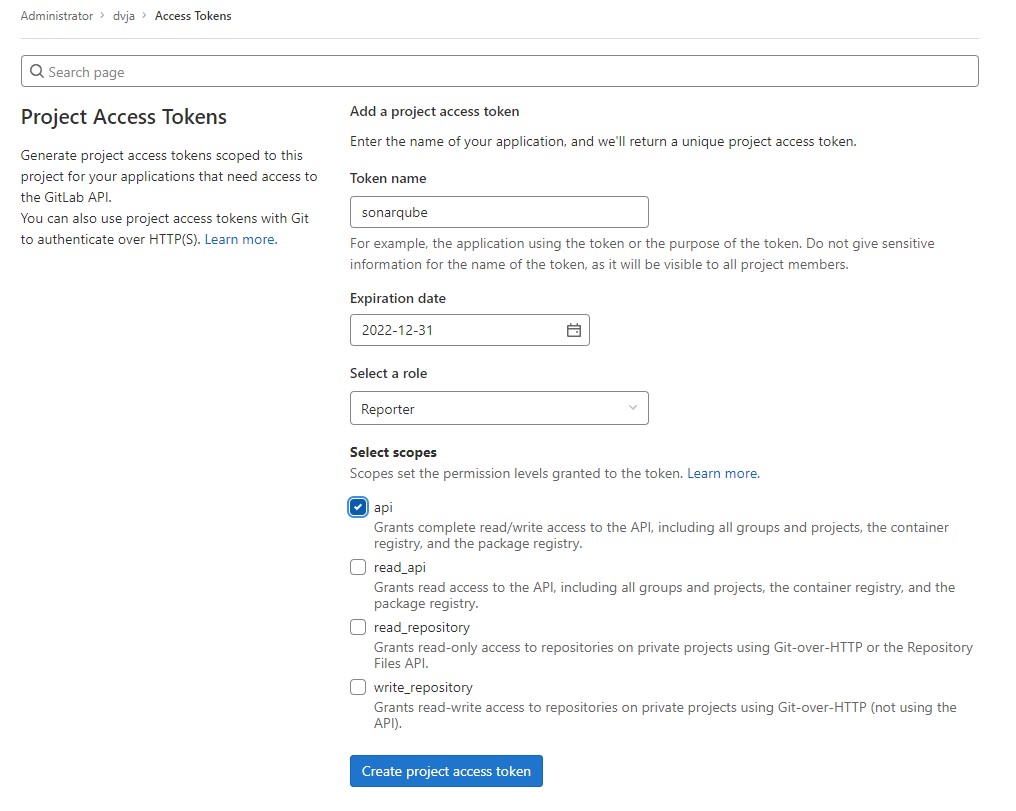 Administrator > dvja > Access Tokens
Search page
Project Access Tokens
Generate project access tokens scoped to this
project for your applications that need access to
the GitLab API.
You can also use project access tokens with Git
to authenticate over HTTP(S). Learn more.
Add a project access token
Enter the name of your application, and we'll return a unique project access token.
Token name
sonarqube
For example, the application using the token or the purpose of the token. Do not give sensitive
information for the name of the token, as it will be visible to all project members.
Expiration date
2022-12-31
Select a role
Reporter
Select scopes
Scopes set the permission levels granted to the token. Learn more.
api
Grants complete read/write access to the API, including all groups and projects, the container
registry, and the package registry.
read_api
Grants read access to the API, including all groups and projects, the container registry, and the
package registry.
read_repository
Grants read-only access to repositories on private projects using Git-over-HTTP or the Repository
Files API.
write_repository
Grants read-write access to repositories on private projects using Git-over-HTTP (not using the
API).
Create project access token